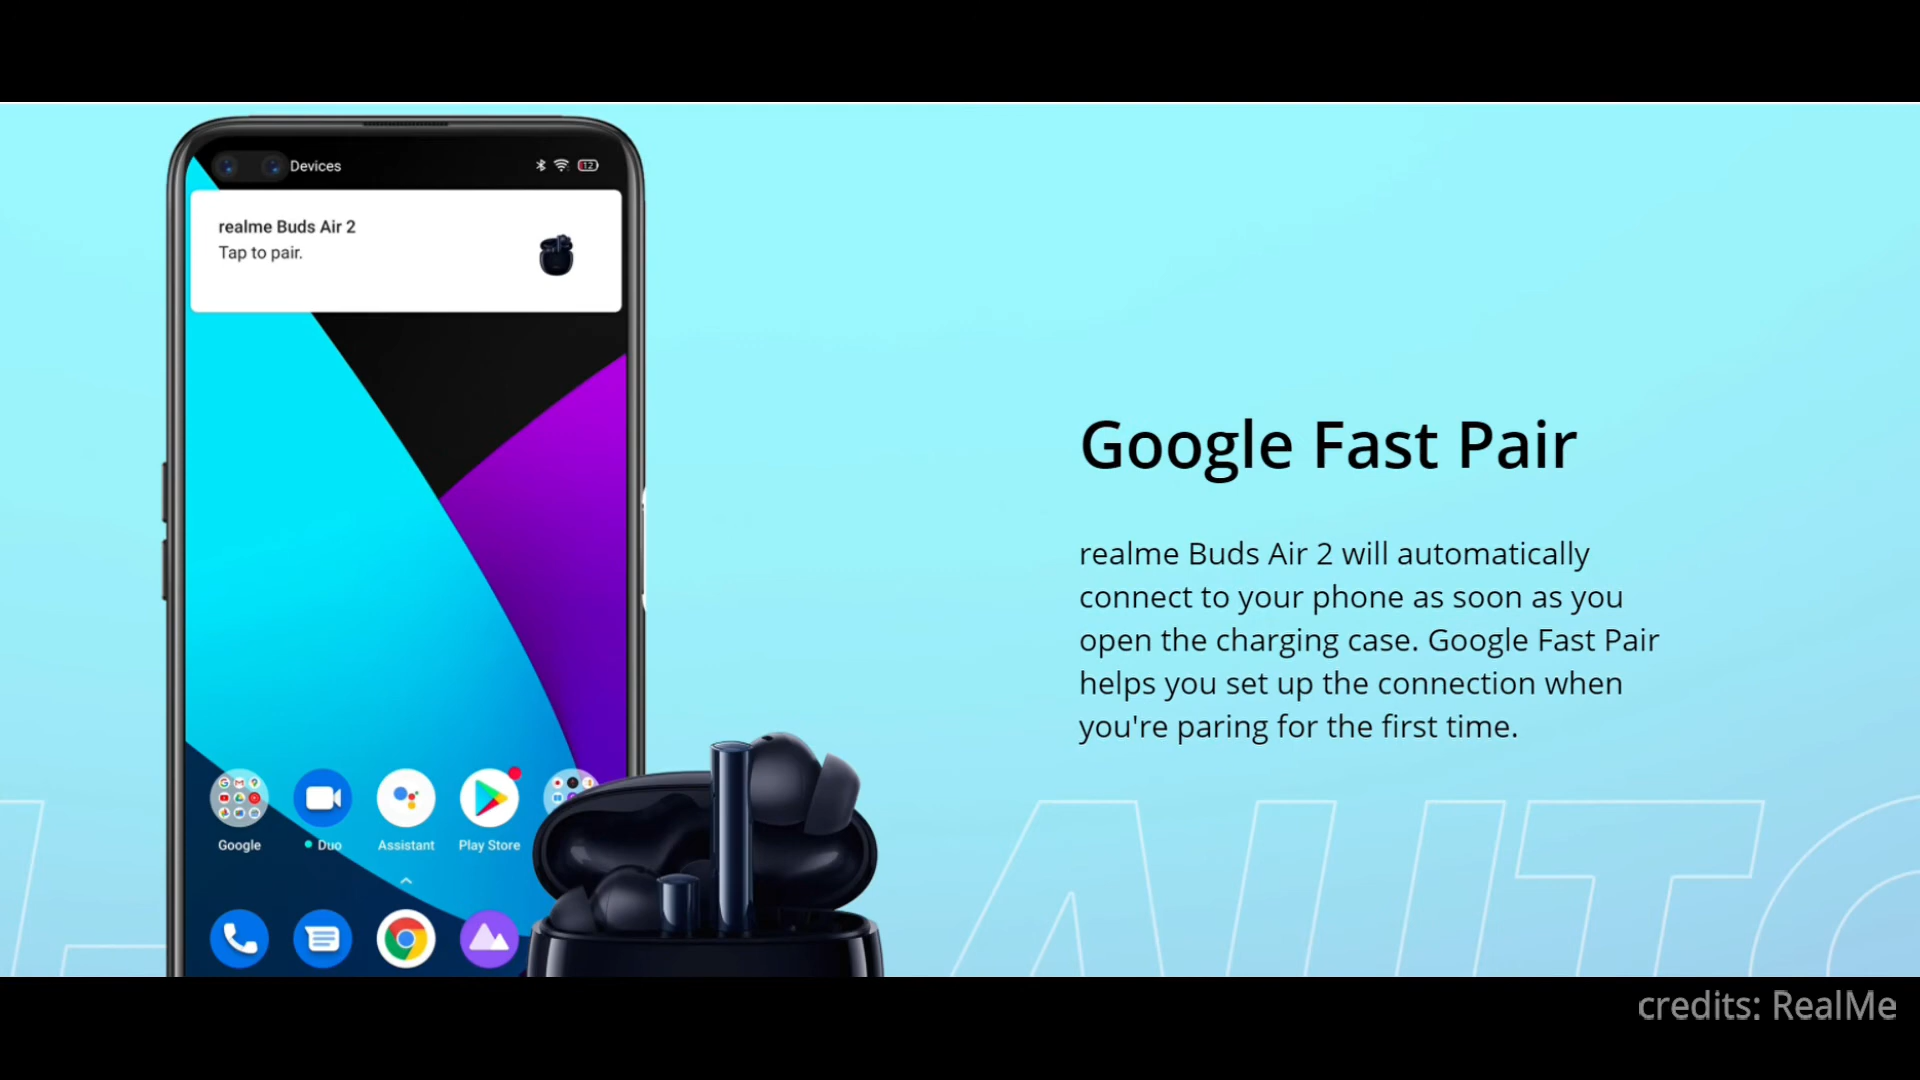 Devices
12
realme Buds Air 2
Tap to pair.
Google Fast Pair
realme Buds Air 2 will automatically
connect to your phone as soon as you
open the charging case. Google Fast Pair
helps you set up the connection when
you're paring for the first time.
Google
Duo
Assistant
Play Store
AUTO
credits: RealMe